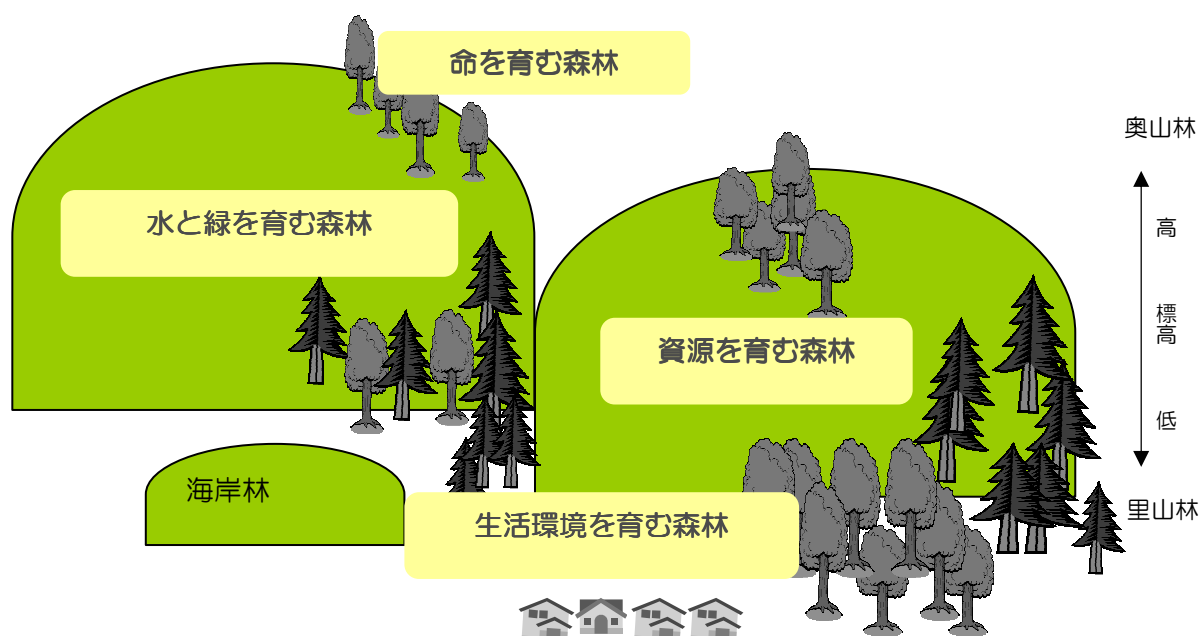 命を育む森林
奥山林
水と緑を育む森林
高
標高
資源を育む森林
低
海岸林
里山林
生活環境を育む森林